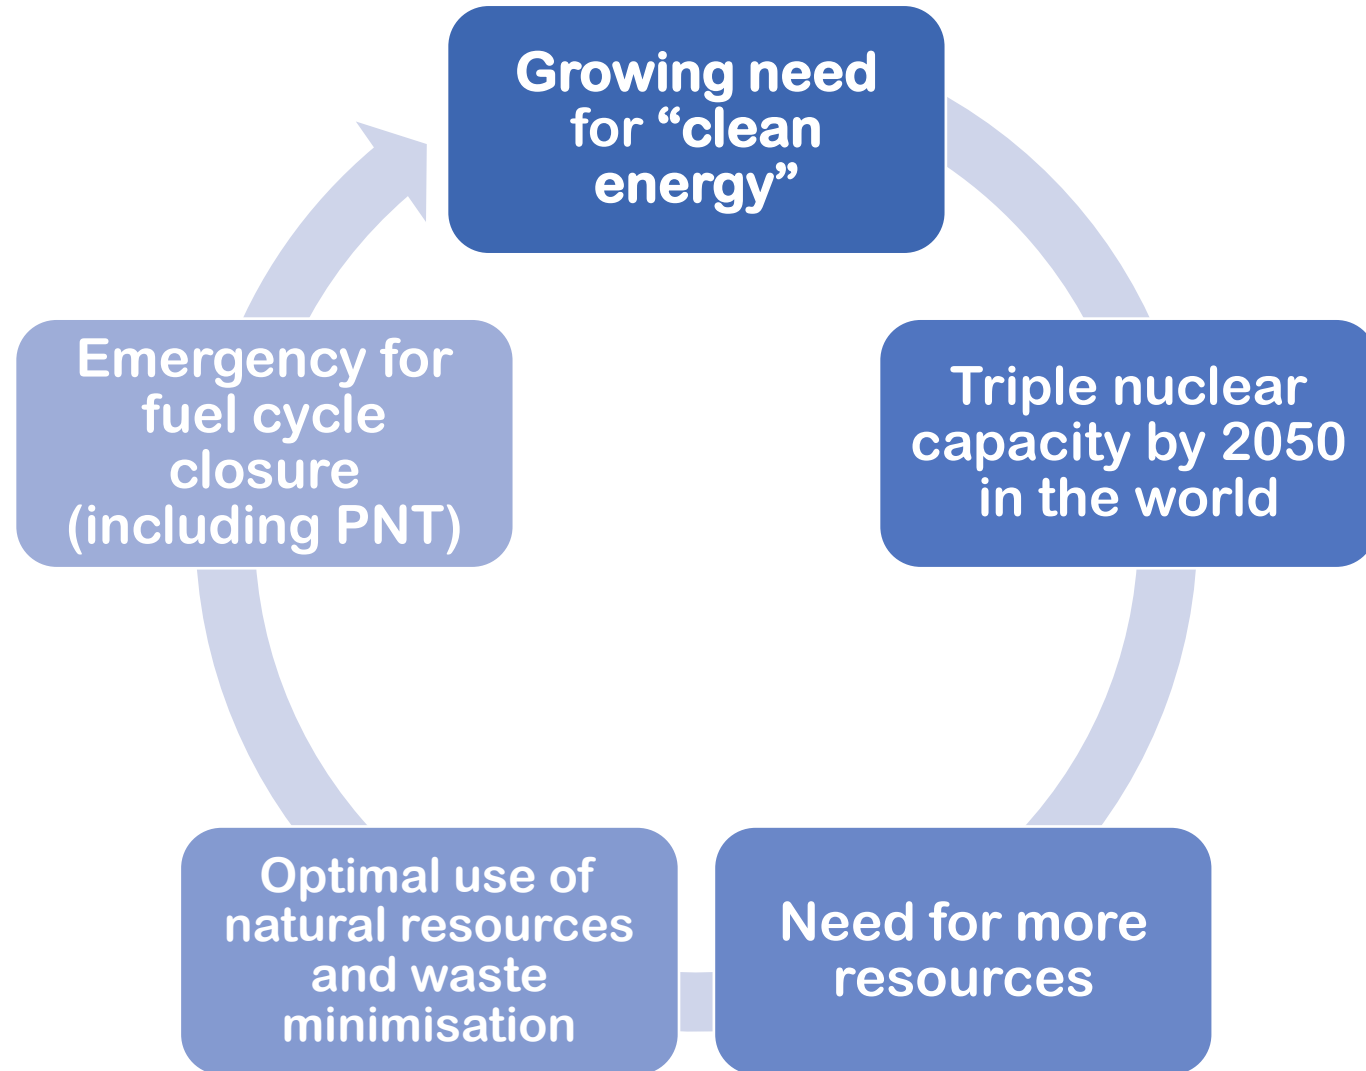 Growing need
for “clean
energy”
Triple nuclear
capacity by 2050
in the world
Need for more
resources
Optimal use of
natural resources
and waste
minimisation
Emergency for
fuel cycle
closure
(including PNT)